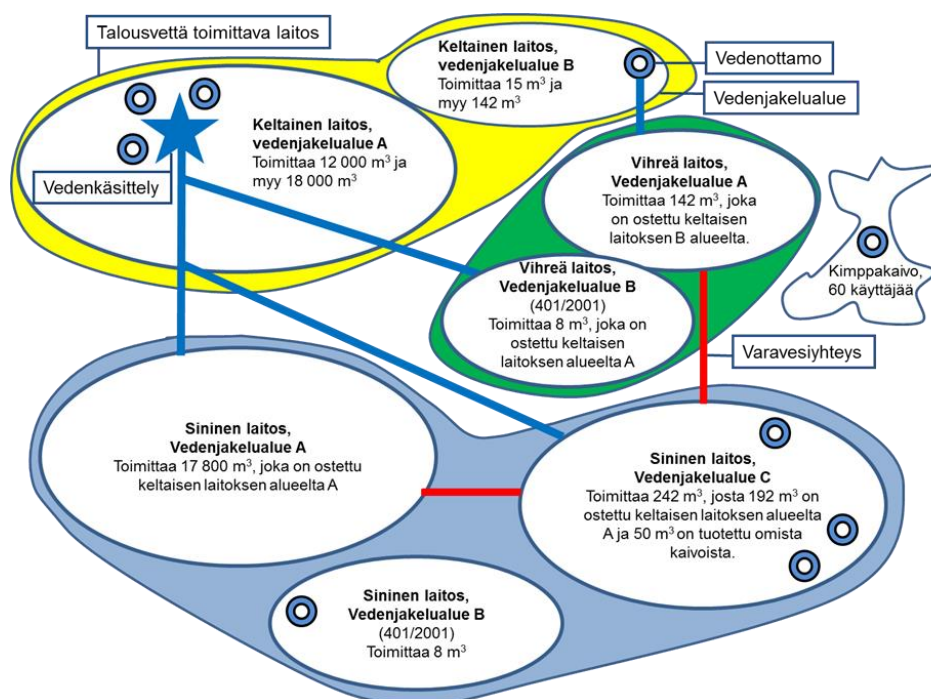 Talousvettä toimittava laitos
Keltainen laitos,
vedenjakelualue B
Toimittaa 15 m³ ja
myy 142 m³
Vedenottamo
Vedenjakelualue
Keltainen laitos,
vedenjakelualue A
Toimittaa 12 000 m³ ja
myy 18 000 m³
Vedenkäsittely
Vihreä laitos,
Vedenjakelualue A
Toimittaa 142 m³, joka
on ostettu keltaisen
laitoksen B alueelta.
Kimppakaivo,
60 käyttäjää
Vihreä laitos,
Vedenjakelualue B
(401/2001)
Toimittaa 8 m³, joka on
ostettu keltaisen
laitoksen alueelta A
Varavesiyhteys
Sininen laitos,
Vedenjakelualue A
Toimittaa 17 800 m³, joka on ostettu
keltaisen laitoksen alueelta A
Sininen laitos,
Vedenjakelualue C
Toimittaa 242 m³, josta 192 m³ on
ostettu keltaisen laitoksen alueelta
A ja 50 m³ on tuotettu omista
kaivoista.
Sininen laitos,
Vedenjakelualue B
(401/2001)
Toimittaa 8 m³